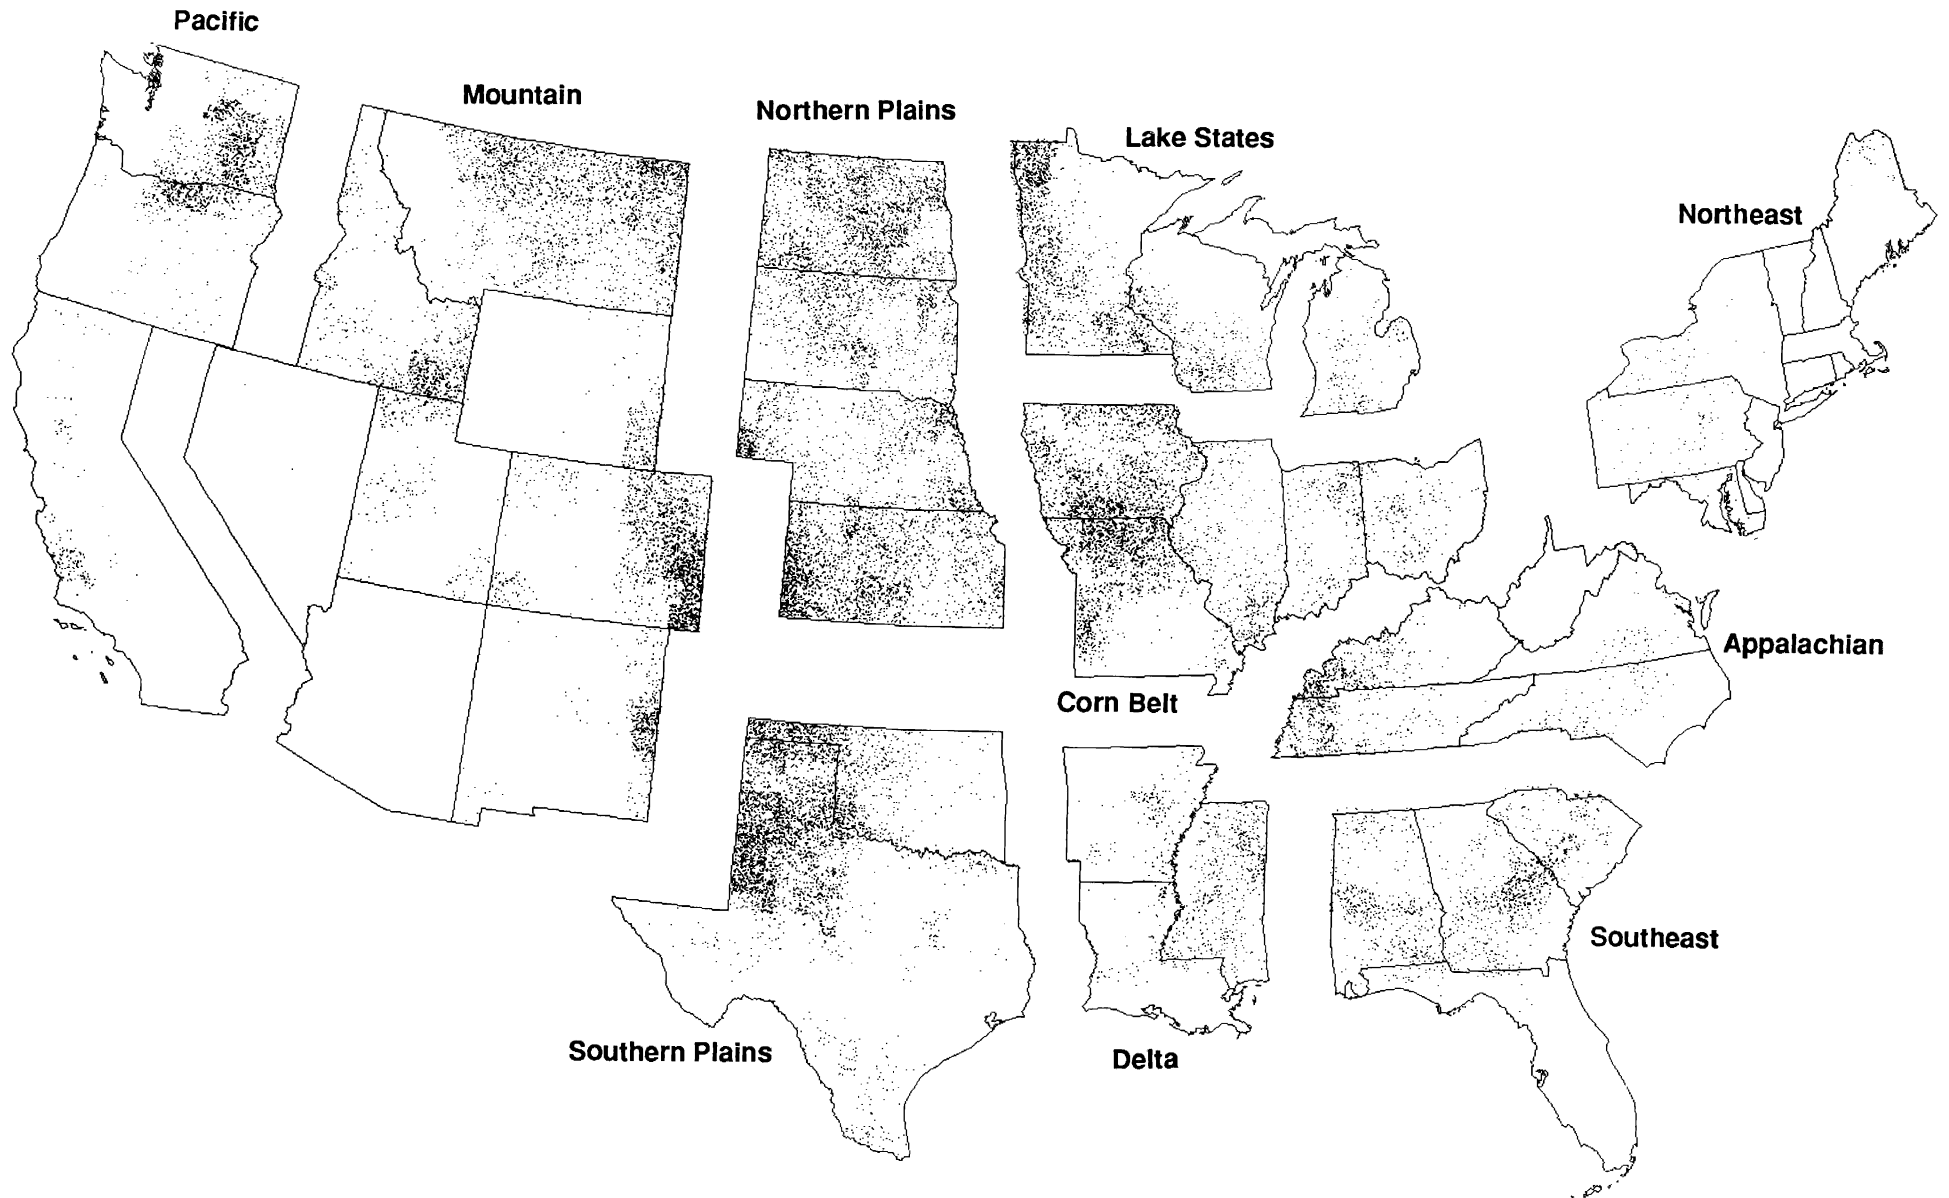 Pacific
Mountain
Northern Plains
Lake States
Northeast
Appalachian
Corn Belt
Southeast
Southern Plains
Delta